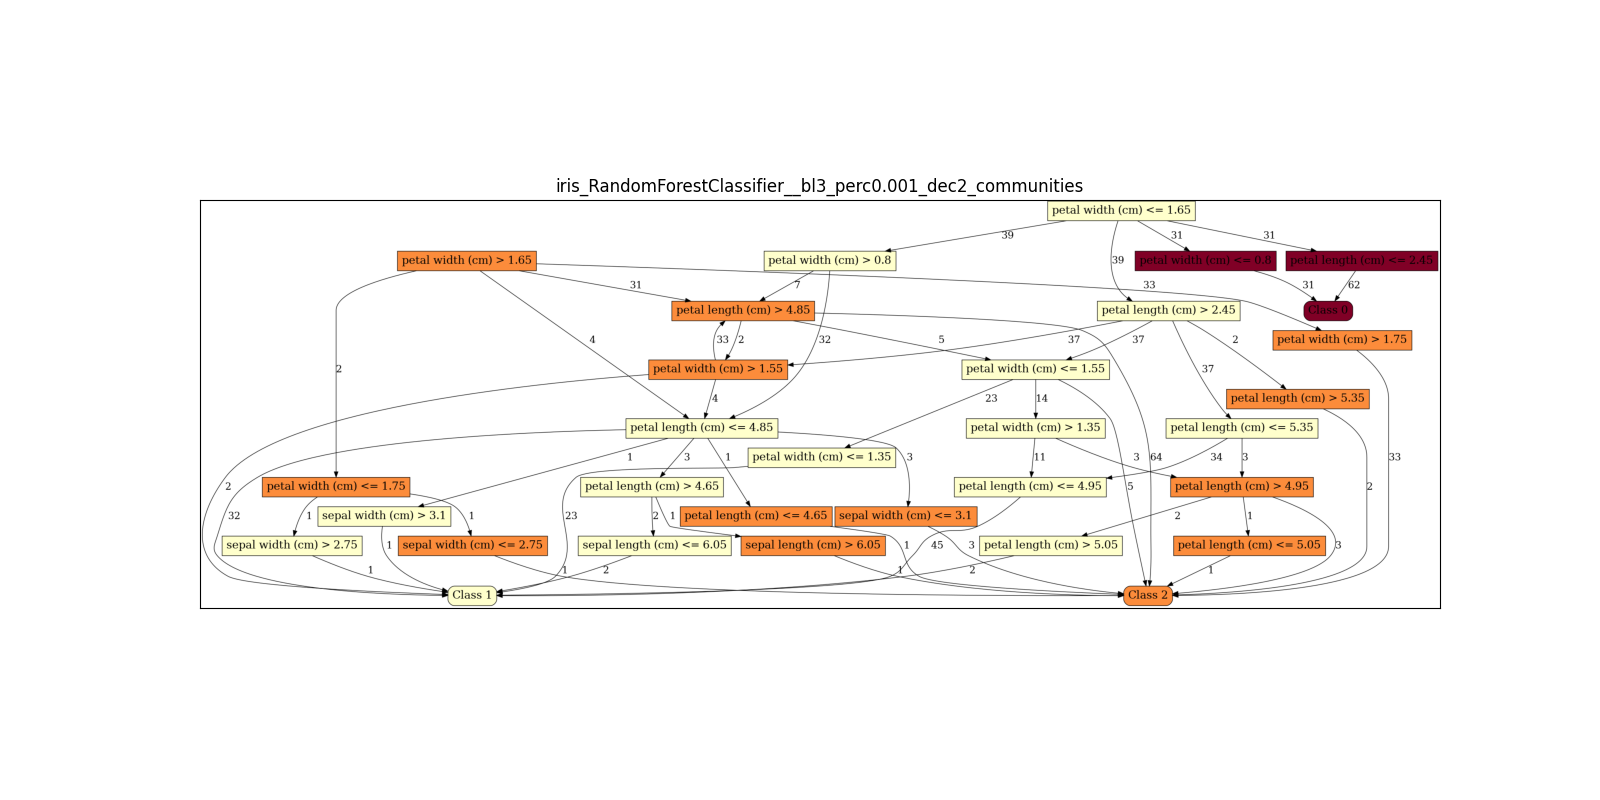 iris_RandomForestClassifier__bl3_perc0.001_dec2_communities
petal width (cm) <= 1.65
39
31
31
petal width (cm) > 1.65
petal width (cm) > 0.8
39
petal width (cm) <= 0.8
petal length (cm) <= 2.45
31
7
33
31
62
petal length (cm) > 4.85
petal length (cm) > 2.45
Class 0
4
33
2
32
5
37
37
2
petal width (cm) > 1.75
2
petal width (cm) > 1.55
petal width (cm) <= 1.55
37
4
23
14
petal length (cm) > 5.35
petal length (cm) <= 4.85
petal width (cm) > 1.35
petal length (cm) <= 5.35
1
3
1
petal width (cm) <= 1.35
3
11
3
64
34
3
33
2
petal width (cm) <= 1.75
petal length (cm) > 4.65
petal length (cm) <= 4.95
5
petal length (cm) > 4.95
2
32
1
sepal width (cm) > 3.1
1
23
2
1
petal length (cm) <= 4.65
sepal width (cm) <= 3.1
2
1
sepal width (cm) > 2.75
1
sepal width (cm) <= 2.75
sepal length (cm) <= 6.05
sepal length (cm) > 6.05
1
45
3
petal length (cm) > 5.05
petal length (cm) <= 5.05
3
1
1
2
1
2
1
Class 1
Class 2